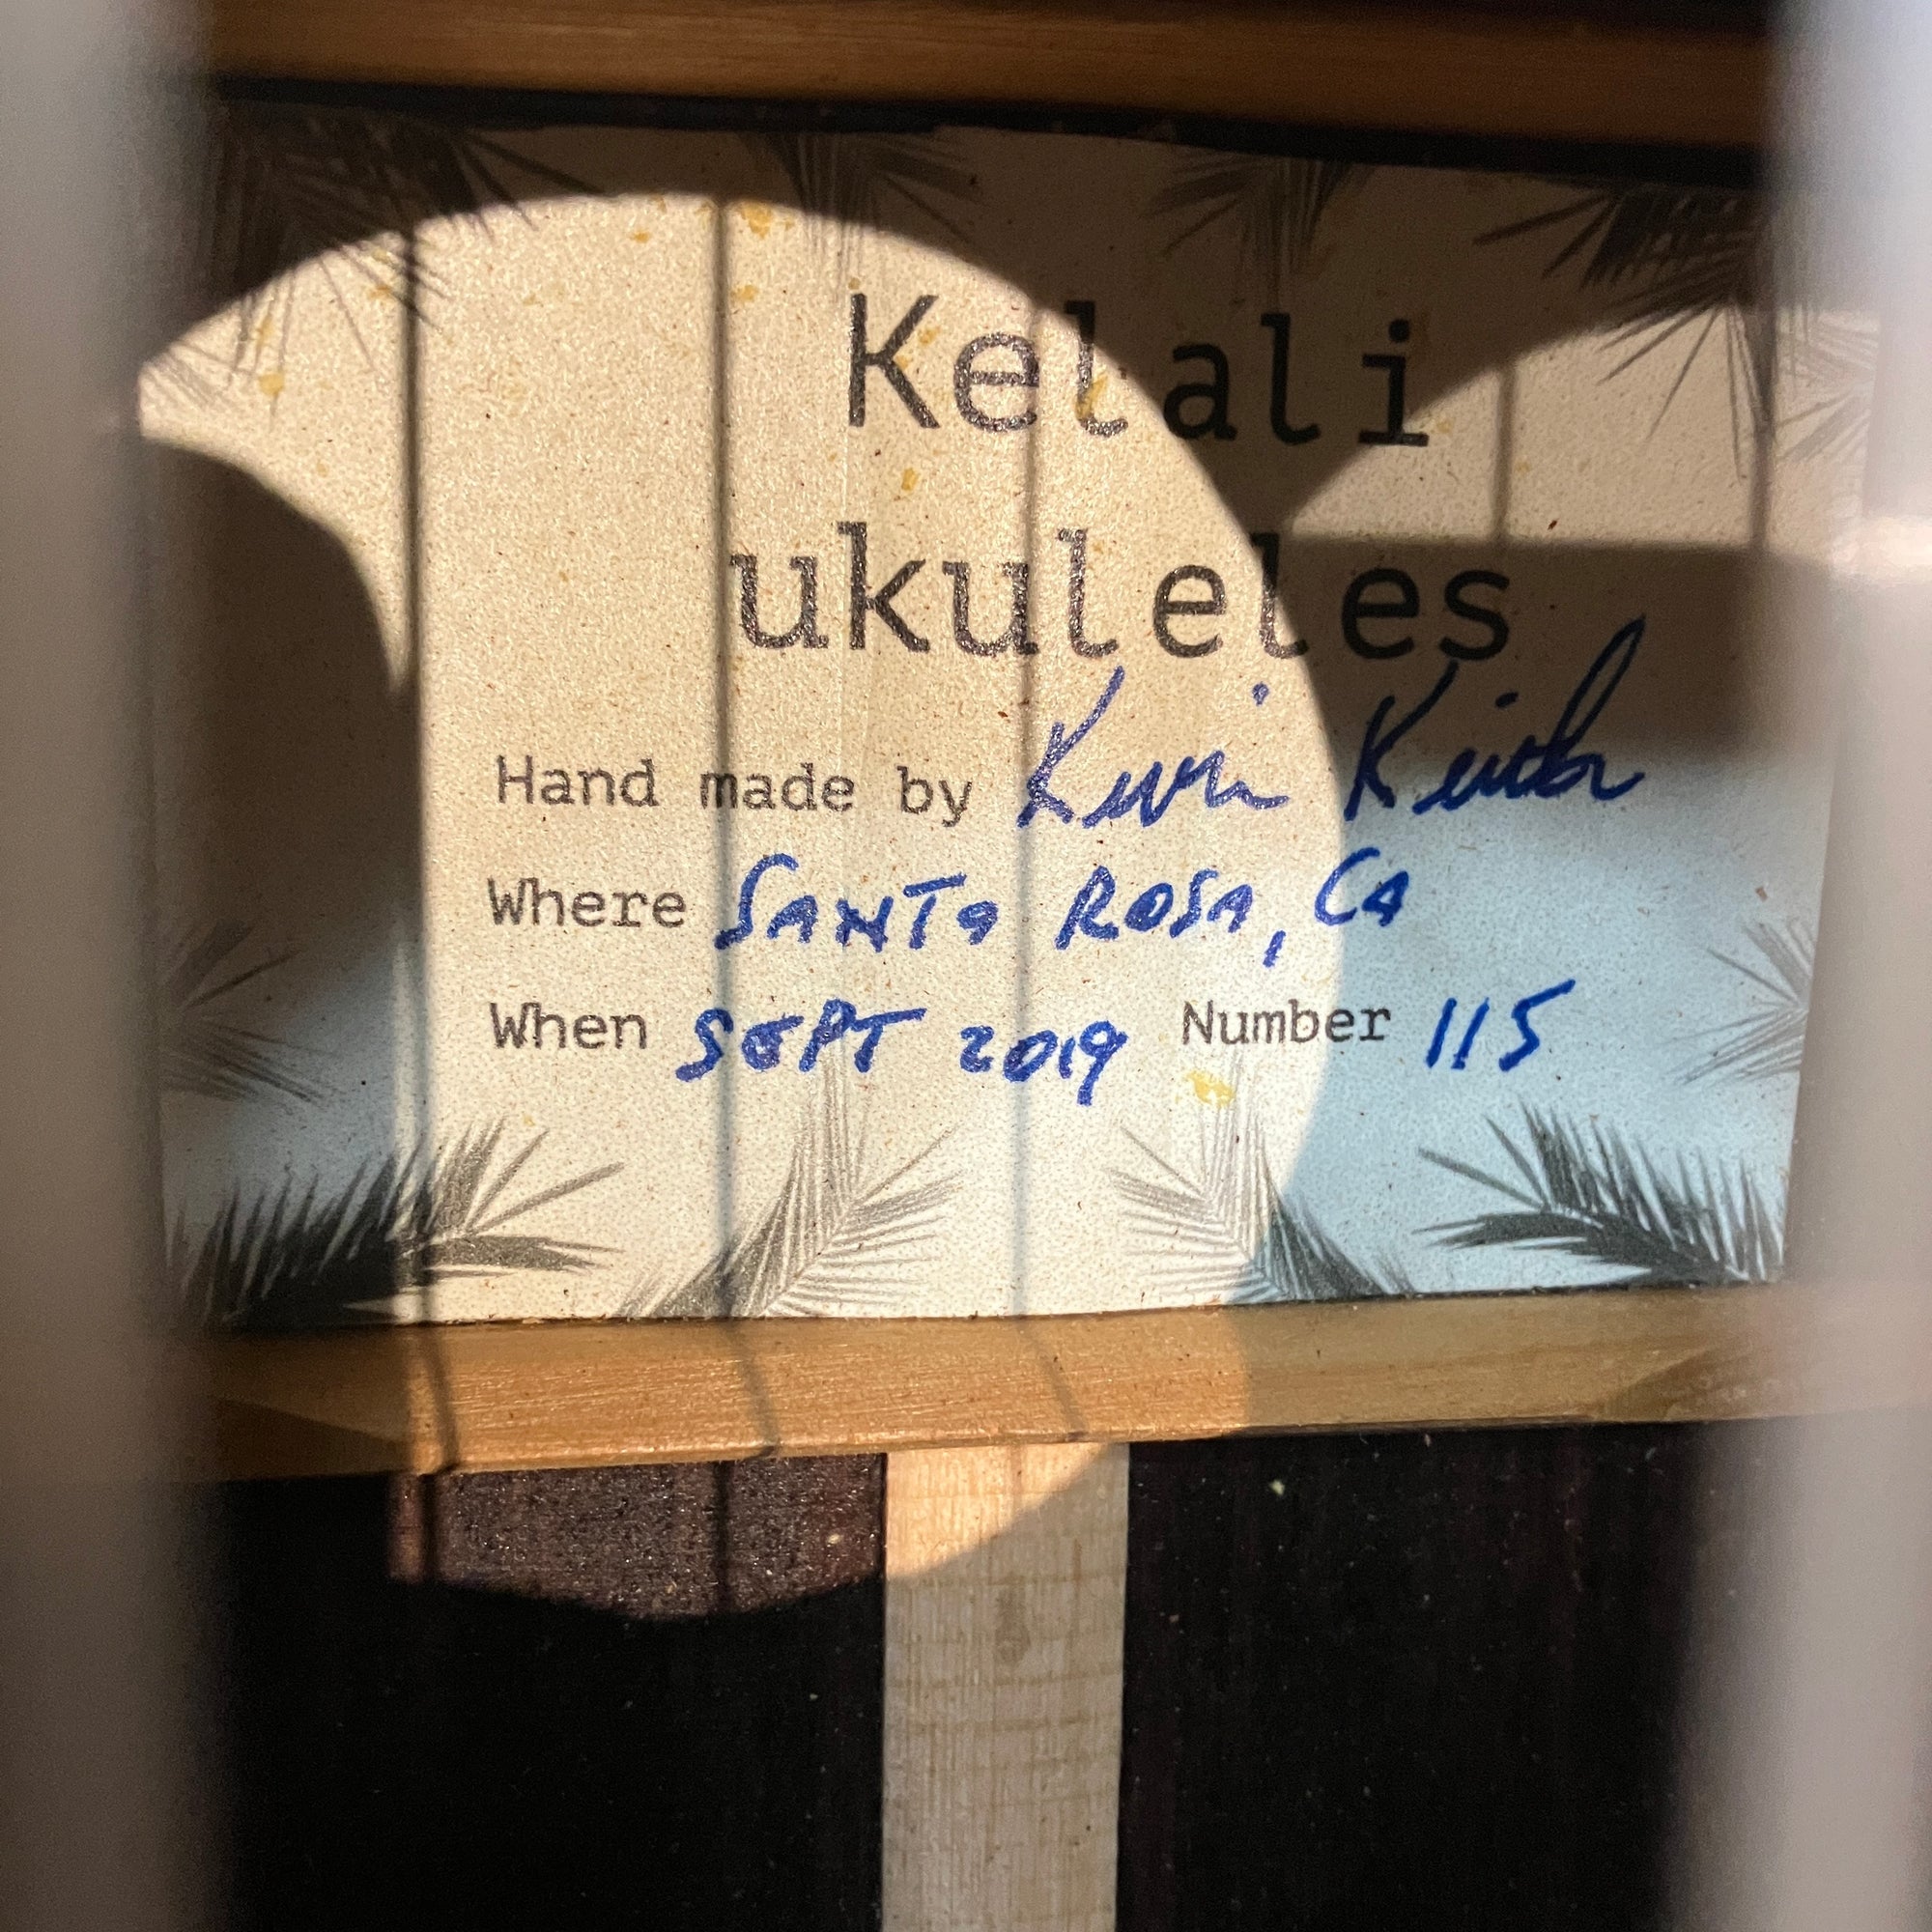 Kelali
ukuleles
Hand made by Kevin Keith
Where SANTA ROSA, CA
When SEPT 2019 Number 115